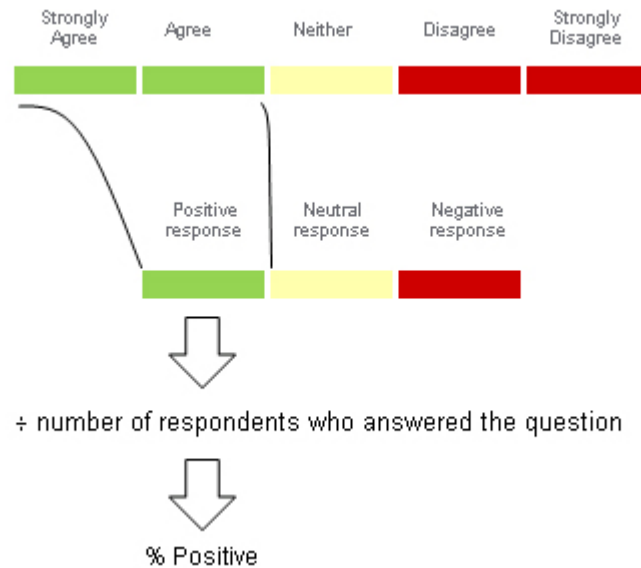 Strongly
Agree
Agree
Neither
Disagree
Strongly
Disagree
Positive
response
Neutral
response
Negative
response
÷ number of respondents who answered the question
% Positive